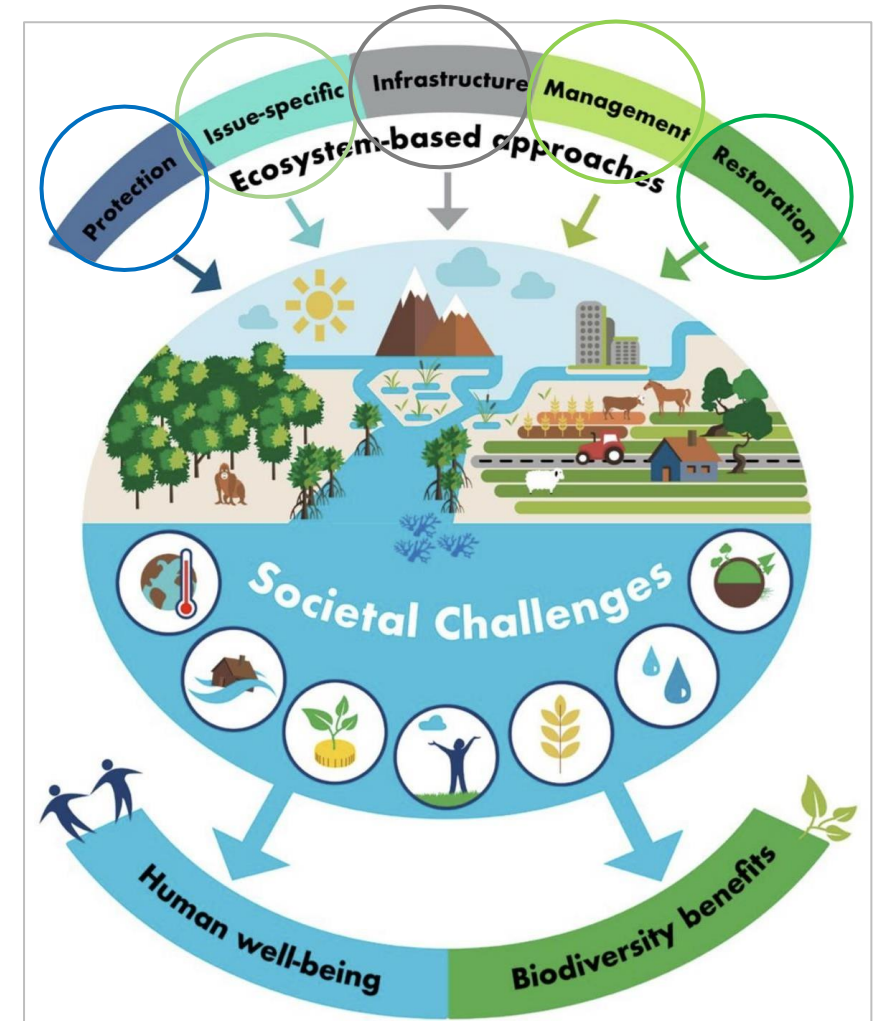 Protection
Issue-specific
Infrastructure
Management
Restoration
Ecosystem-based approaches
Societal Challenges
Human well-being
Biodiversity benefits